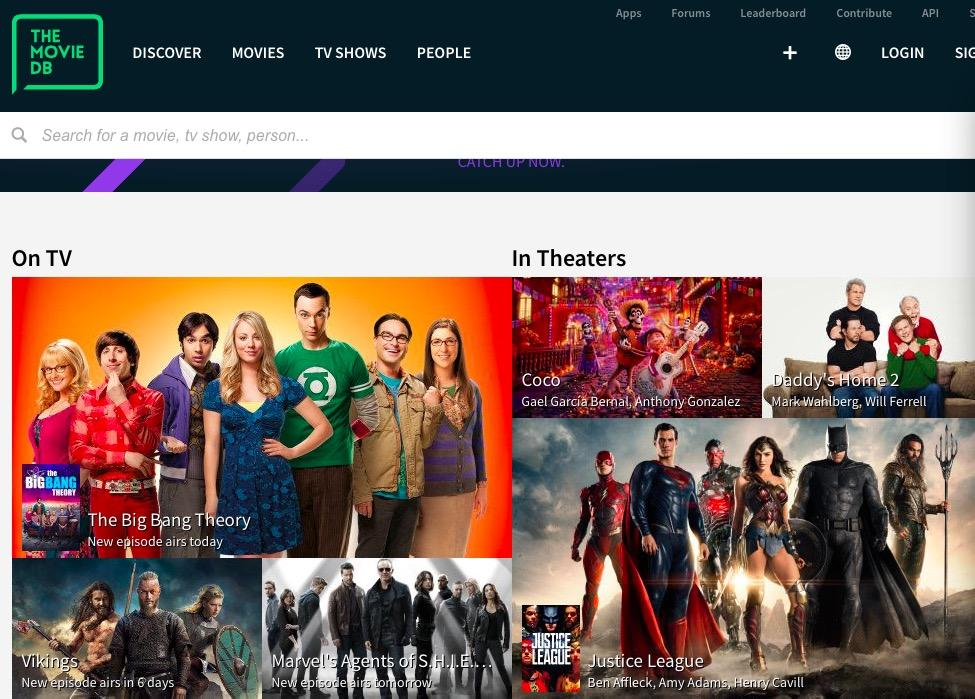 Apps Forums Leaderboard Contribute API
THE
MOVIE
DB
DISCOVER MOVIES TV SHOWS PEOPLE + LOGIN
Search for a movie, tv show, person...
CATCH UP NOW.
On TV
the
BIG BANG
THEORY
The Big Bang Theory
New episode airs today
Vikings
New episode airs in 6 days
Marvel's Agents of S.H.I.E....
New episode airs tomorrow
In Theaters
Coco
Gael García Bernal, Anthony Gonzalez
Daddy's Home 2
Mark Wahlberg, Will Ferrell
JUSTICE
LEAGUE
Justice League
Ben Affleck, Amy Adams, Henry Cavill